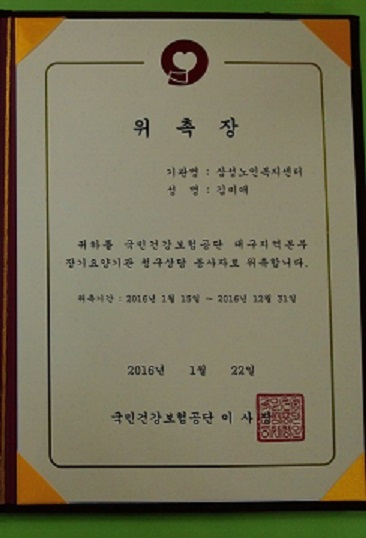 위 촉 장
기관명 : 삼성노인복지센터
성 명 : 김미애
귀하를 국민건강보험공단 대구지역본부
장기요양기관 청구상담 봉사자로 위촉합니다.
위촉기간 : 2016년 1월 15일 ~ 2016년 12월 31일
2016년 1월 22일
국민건강보험공단 이 사 장